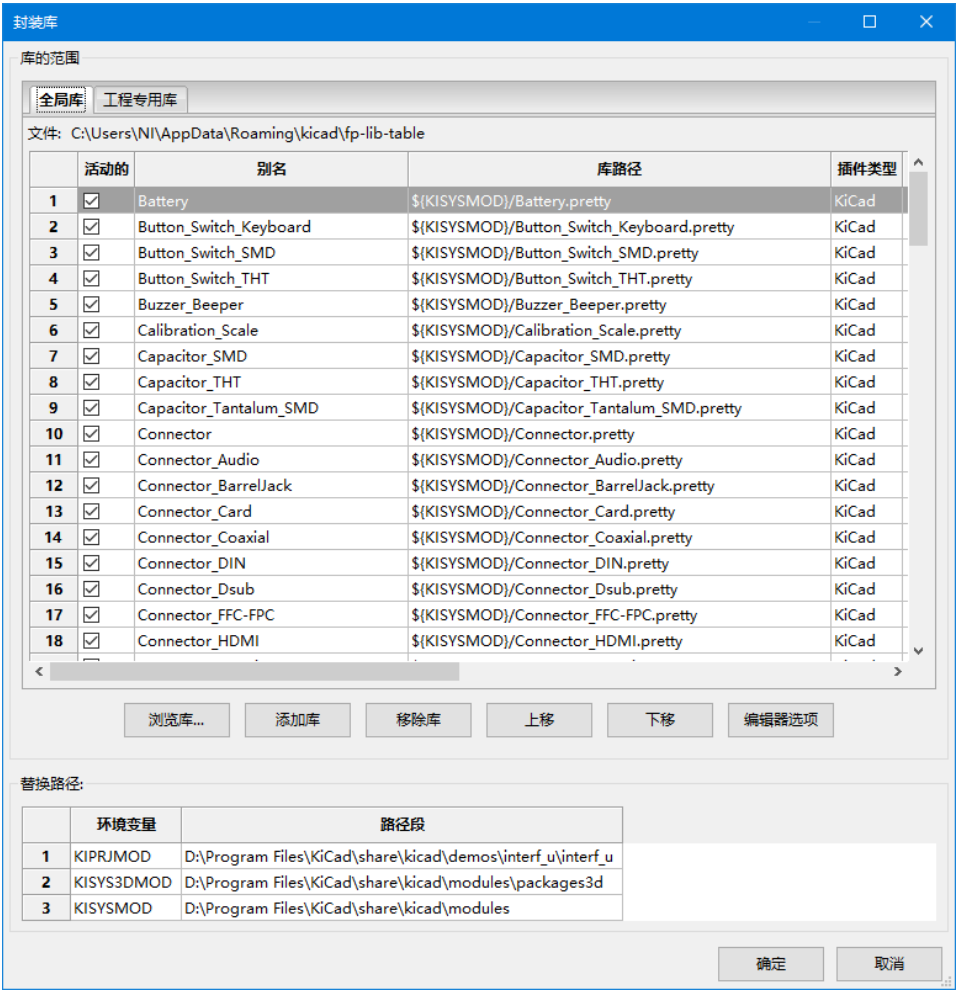 封装库
库的范围
全局库 工程专用库
文件: C:\Users\NI\AppData\Roaming\kicad\fp-lib-table
活动的 别名 库路径 插件类型
1 Battery ${KISYSMOD}/Battery.pretty KiCad
2 Button_Switch_Keyboard ${KISYSMOD}/Button_Switch_Keyboard.pretty KiCad
3 Button_Switch_SMD ${KISYSMOD}/Button_Switch_SMD.pretty KiCad
4 Button_Switch_THT ${KISYSMOD}/Button_Switch_THT.pretty KiCad
5 Buzzer_Beeper ${KISYSMOD}/Buzzer_Beeper.pretty KiCad
6 Calibration_Scale ${KISYSMOD}/Calibration_Scale.pretty KiCad
7 Capacitor_SMD ${KISYSMOD}/Capacitor_SMD.pretty KiCad
8 Capacitor_THT ${KISYSMOD}/Capacitor_THT.pretty KiCad
9 Capacitor_Tantalum_SMD ${KISYSMOD}/Capacitor_Tantalum_SMD.pretty KiCad
10 Connector ${KISYSMOD}/Connector.pretty KiCad
11 Connector_Audio ${KISYSMOD}/Connector_Audio.pretty KiCad
12 Connector_BarrelJack ${KISYSMOD}/Connector_BarrelJack.pretty KiCad
13 Connector_Card ${KISYSMOD}/Connector_Card.pretty KiCad
14 Connector_Coaxial ${KISYSMOD}/Connector_Coaxial.pretty KiCad
15 Connector_DIN ${KISYSMOD}/Connector_DIN.pretty KiCad
16 Connector_Dsub ${KISYSMOD}/Connector_Dsub.pretty KiCad
17 Connector_FFC-FPC ${KISYSMOD}/Connector_FFC-FPC.pretty KiCad
18 Connector_HDMI ${KISYSMOD}/Connector_HDMI.pretty KiCad
浏览库... 添加库 移除库 上移 下移 编辑器选项
替换路径:
环境变量 路径段
1 KIPRJMOD D:\Program Files\KiCad\share\kicad\demos\interf_u\interf_u
2 KISYS3DMOD D:\Program Files\KiCad\share\kicad\modules\packages3d
3 KISYSMOD D:\Program Files\KiCad\share\kicad\modules
确定 取消